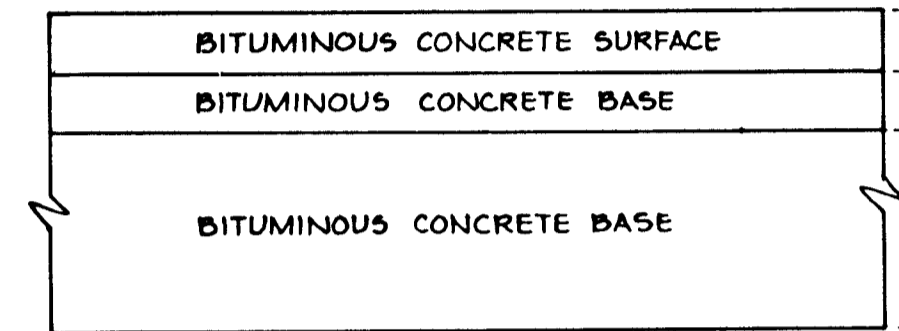 BITUMINOUS CONCRETE SURFACE
BITUMINOUS CONCRETE BASE
BITUMINOUS CONCRETE BASE